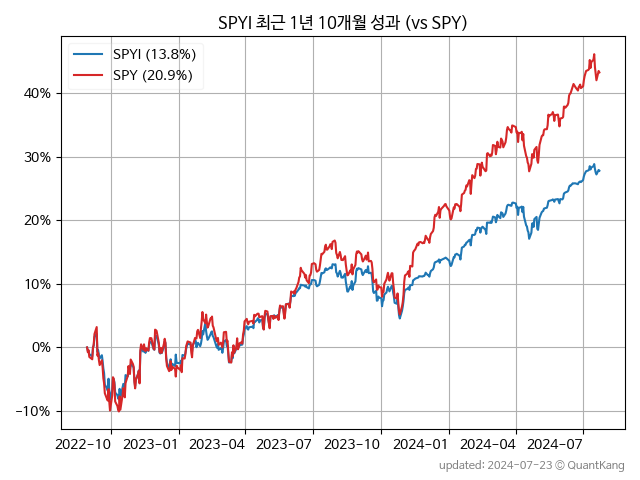 SPYI 최근 1년 10개월 성과 (vs SPY)
SPYI (13.8%)
SPY (20.9%)
40%
30%
20%
10%
0%
−10%
2022-10 2023-01 2023-04 2023-07 2023-10 2024-01 2024-04 2024-07
updated: 2024-07-23 © QuantKang